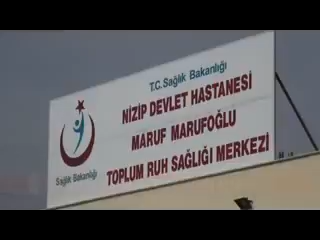 T.C. Sağlık Bakanlığı
NİZİP DEVLET HASTANESİ
MARUF MARUFOĞLU
TOPLUM RUH SAĞLIĞI MERKEZİ
Sağlık Bakanlığı